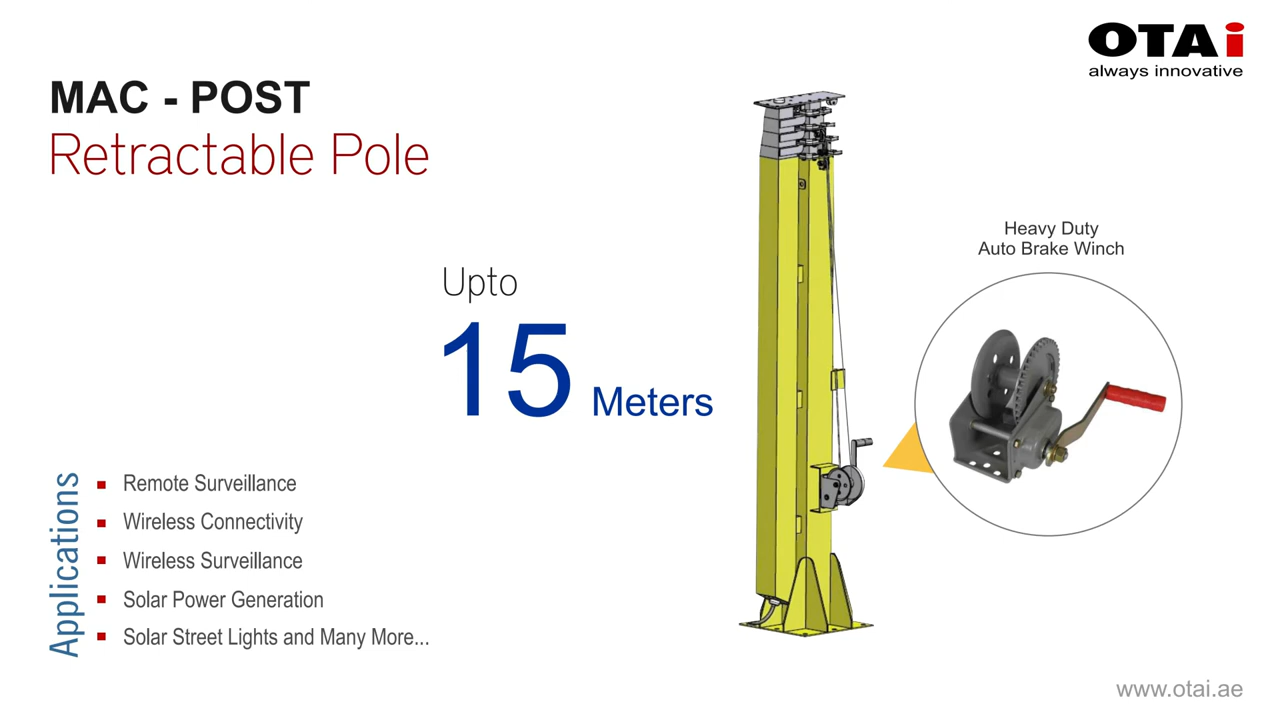 OTAi
always innovative
MAC - POST
Retractable Pole
Upto
15 Meters
Heavy Duty
Auto Brake Winch
Applications
Remote Surveillance
Wireless Connectivity
Wireless Surveillance
Solar Power Generation
Solar Street Lights and Many More...
www.otai.ae